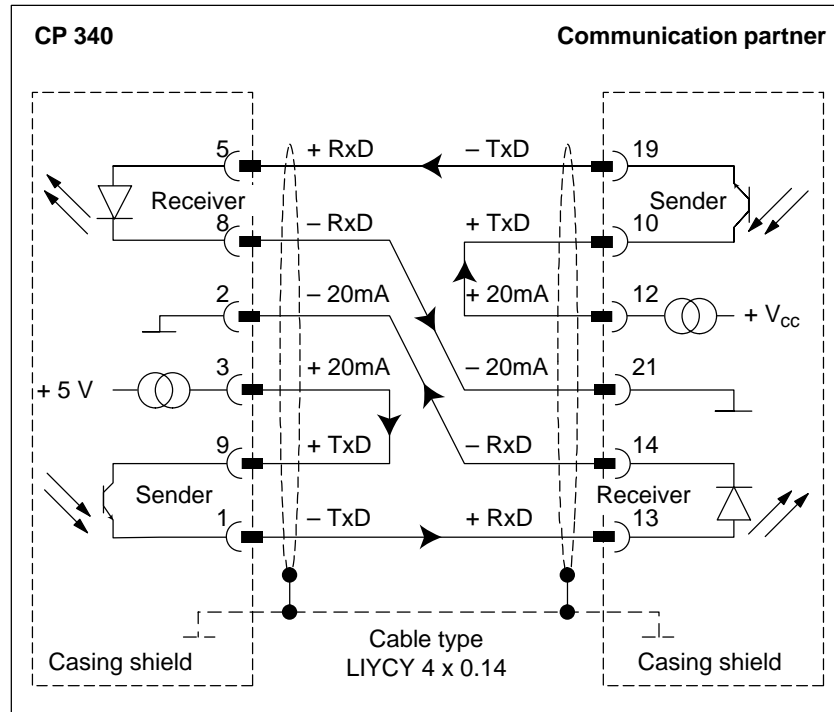 CP 340 Communication partner
5 + RxD – TxD 19
Receiver Sender
8 – RxD + TxD 10
2 – 20mA + 20mA 12
+ Vcc
3 + 20mA – 20mA 21
+ 5 V
9 + TxD – RxD 14
Sender Receiver
1 – TxD + RxD 13
Cable type
Casing shield LIYCY 4 x 0.14 Casing shield